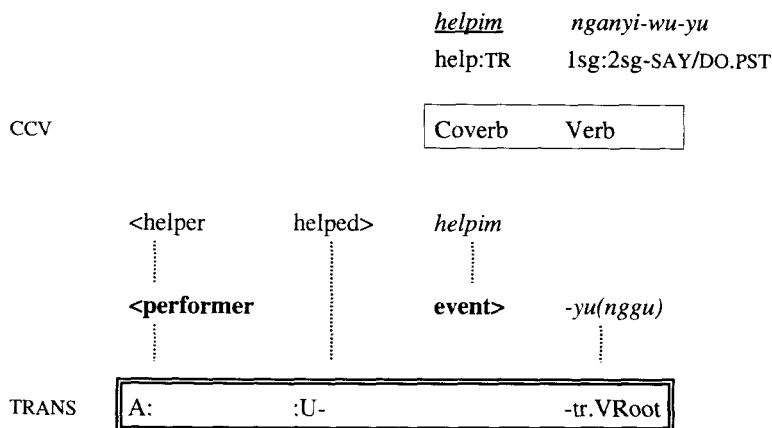 helpim nganyi-wu-yu
help:TR 1sg:2sg-SAY/DO.PST
CCV Coverb Verb
<helper helped> helpim
<performer event> -yu(nggu)
TRANS A: :U- -tr.VRoot